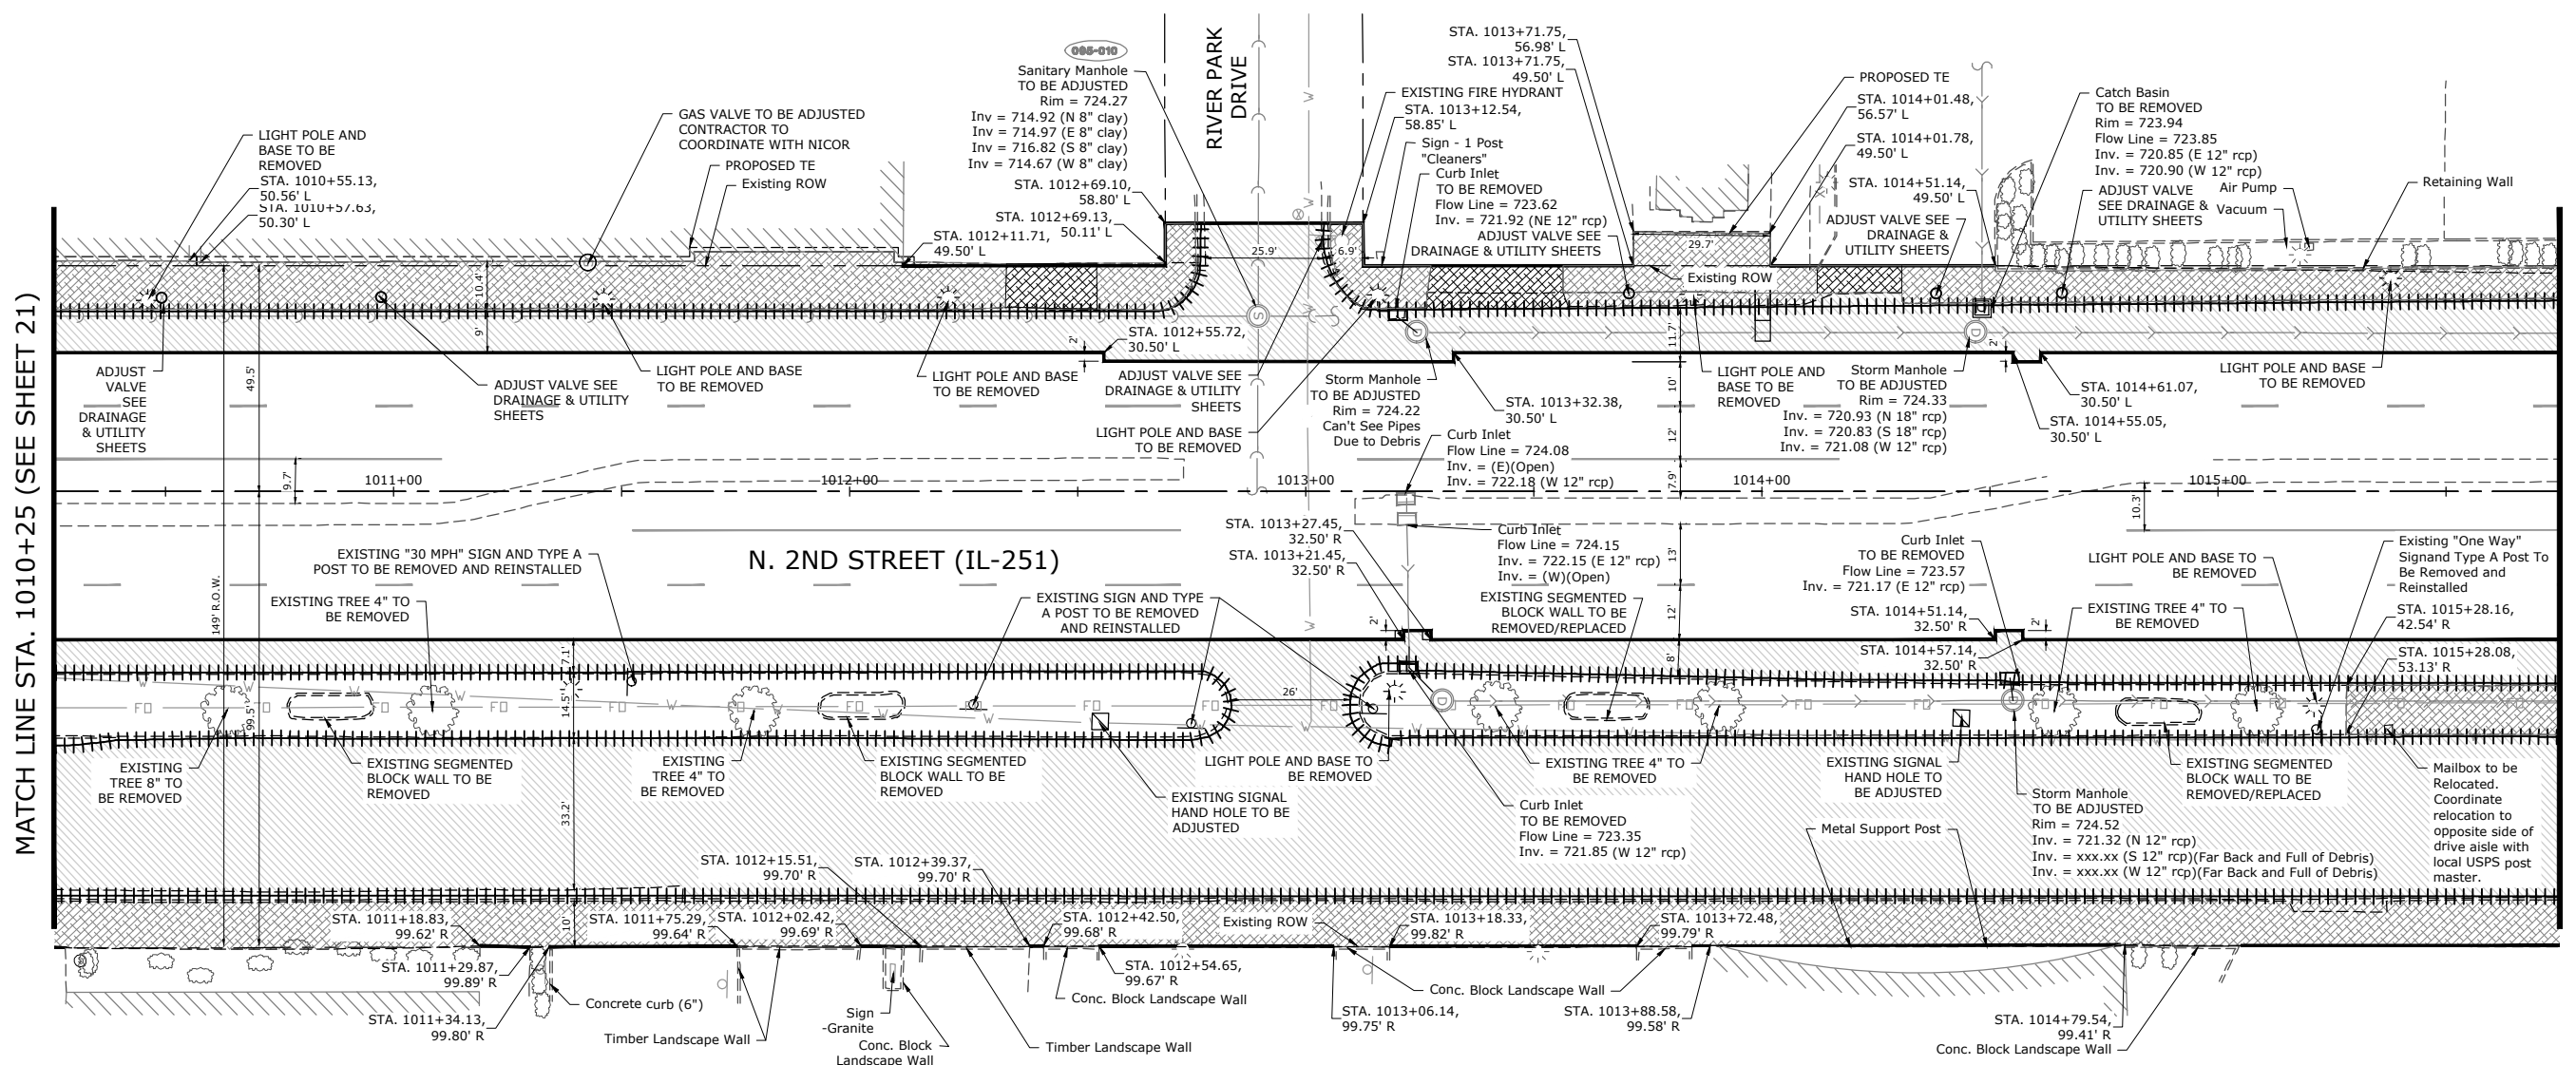 MATCH LINE STA. 1010+25 (SEE SHEET 21)
LIGHT POLE AND
BASE TO BE
REMOVED
STA. 1010+55.13,
50.56' L
STA. 1010+57.63,
50.30' L
GAS VALVE TO BE ADJUSTED
CONTRACTOR TO
COORDINATE WITH NICOR
PROPOSED TE
Existing ROW
095-010
Sanitary Manhole
TO BE ADJUSTED
Rim = 724.27
Inv = 714.92 (N 8" clay)
Inv = 714.97 (E 8" clay)
Inv = 716.82 (S 8" clay)
Inv = 714.67 (W 8" clay)
STA. 1012+69.10,
58.80' L
STA. 1012+69.13,
50.11' L
STA. 1012+11.71,
49.50' L
RIVER PARK
DRIVE
STA. 1013+71.75,
56.98' L
STA. 1013+71.75,
49.50' L
EXISTING FIRE HYDRANT
STA. 1013+12.54,
58.85' L
Sign - 1 Post
"Cleaners"
Curb Inlet
TO BE REMOVED
Flow Line = 723.62
Inv. = 721.92 (NE 12" rcp)
ADJUST VALVE SEE
DRAINAGE & UTILITY SHEETS
PROPOSED TE
STA. 1014+01.48,
56.57' L
STA. 1014+01.78,
49.50' L
STA. 1014+51.14,
49.50' L
ADJUST VALVE SEE
DRAINAGE &
UTILITY SHEETS
Catch Basin
TO BE REMOVED
Rim = 723.94
Flow Line = 723.85
Inv. = 720.85 (E 12" rcp)
Inv. = 720.90 (W 12" rcp)
ADJUST VALVE
SEE DRAINAGE &
UTILITY SHEETS
Air Pump
Vacuum
Retaining Wall
25.9'
6.9'
29.7'
Existing ROW
10.4'
9'
2'
11.7'
2'
STA. 1012+55.72,
30.50' L
ADJUST
VALVE
SEE
DRAINAGE
& UTILITY
SHEETS
49.5'
ADJUST VALVE SEE
DRAINAGE & UTILITY
SHEETS
LIGHT POLE AND BASE
TO BE REMOVED
LIGHT POLE AND BASE
TO BE REMOVED
ADJUST VALVE SEE
DRAINAGE & UTILITY
SHEETS
LIGHT POLE AND BASE
TO BE REMOVED
Storm Manhole
TO BE ADJUSTED
Rim = 724.22
Can't See Pipes
Due to Debris
STA. 1013+32.38,
30.50' L
Curb Inlet
Flow Line = 724.08
Inv. = (E)(Open)
Inv. = 722.18 (W 12" rcp)
10'
12'
7.9'
LIGHT POLE AND
BASE TO BE
REMOVED
Storm Manhole
TO BE ADJUSTED
Rim = 724.33
Inv. = 720.93 (N 18" rcp)
Inv. = 720.83 (S 18" rcp)
Inv. = 721.08 (W 12" rcp)
STA. 1014+61.07,
30.50' L
STA. 1014+55.05,
30.50' L
LIGHT POLE AND BASE
TO BE REMOVED
9.7'
1011+00
1012+00
1013+00
1014+00
1015+00
10.3'
N. 2ND STREET (IL-251)
149' R.O.W.
EXISTING "30 MPH" SIGN AND TYPE A
POST TO BE REMOVED AND REINSTALLED
EXISTING TREE 4" TO
BE REMOVED
EXISTING SIGN AND TYPE
A POST TO BE REMOVED
AND REINSTALLED
STA. 1013+27.45,
32.50' R
STA. 1013+21.45,
32.50' R
Curb Inlet
Flow Line = 724.15
Inv. = 722.15 (E 12" rcp)
Inv. = (W)(Open)
EXISTING SEGMENTED
BLOCK WALL TO BE
REMOVED/REPLACED
13'
12'
8'
2'
Curb Inlet
TO BE REMOVED
Flow Line = 723.57
Inv. = 721.17 (E 12" rcp)
STA. 1014+51.14,
32.50' R
STA. 1014+57.14,
32.50' R
2'
LIGHT POLE AND BASE TO
BE REMOVED
EXISTING TREE 4" TO
BE REMOVED
Existing "One Way"
Signand Type A Post To
Be Removed and
Reinstalled
STA. 1015+28.16,
42.54' R
STA. 1015+28.08,
53.13' R
7.1'
14.5'
99.5'
26'
33.2'
10'
EXISTING
TREE 8" TO
BE REMOVED
EXISTING SEGMENTED
BLOCK WALL TO BE
REMOVED
EXISTING
TREE 4" TO
BE REMOVED
EXISTING SEGMENTED
BLOCK WALL TO BE
REMOVED
EXISTING SIGNAL
HAND HOLE TO BE
ADJUSTED
LIGHT POLE AND BASE TO
BE REMOVED
EXISTING TREE 4" TO
BE REMOVED
Curb Inlet
TO BE REMOVED
Flow Line = 723.35
Inv. = 721.85 (W 12" rcp)
EXISTING SIGNAL
HAND HOLE TO
BE ADJUSTED
Storm Manhole
TO BE ADJUSTED
Rim = 724.52
Inv. = 721.32 (N 12" rcp)
Inv. = xxx.xx (S 12" rcp)(Far Back and Full of Debris)
Inv. = xxx.xx (W 12" rcp)(Far Back and Full of Debris)
EXISTING SEGMENTED
BLOCK WALL TO BE
REMOVED/REPLACED
Mailbox to be
Relocated.
Coordinate
relocation to
opposite side of
drive aisle with
local USPS post
master.
Metal Support Post
STA. 1011+18.83,
99.62' R
STA. 1011+29.87,
99.89' R
STA. 1011+34.13,
99.80' R
STA. 1011+75.29,
99.64' R
STA. 1012+02.42,
99.69' R
STA. 1012+15.51,
99.70' R
STA. 1012+39.37,
99.70' R
STA. 1012+42.50,
99.68' R
STA. 1012+54.65,
99.67' R
Existing ROW
STA. 1013+18.33,
99.82' R
STA. 1013+72.48,
99.79' R
Concrete curb (6")
Timber Landscape Wall
Sign
-Granite
Conc. Block
Landscape Wall
Timber Landscape Wall
Conc. Block Landscape Wall
STA. 1013+06.14,
99.75' R
Conc. Block Landscape Wall
STA. 1013+88.58,
99.58' R
STA. 1014+79.54,
99.41' R
Conc. Block Landscape Wall